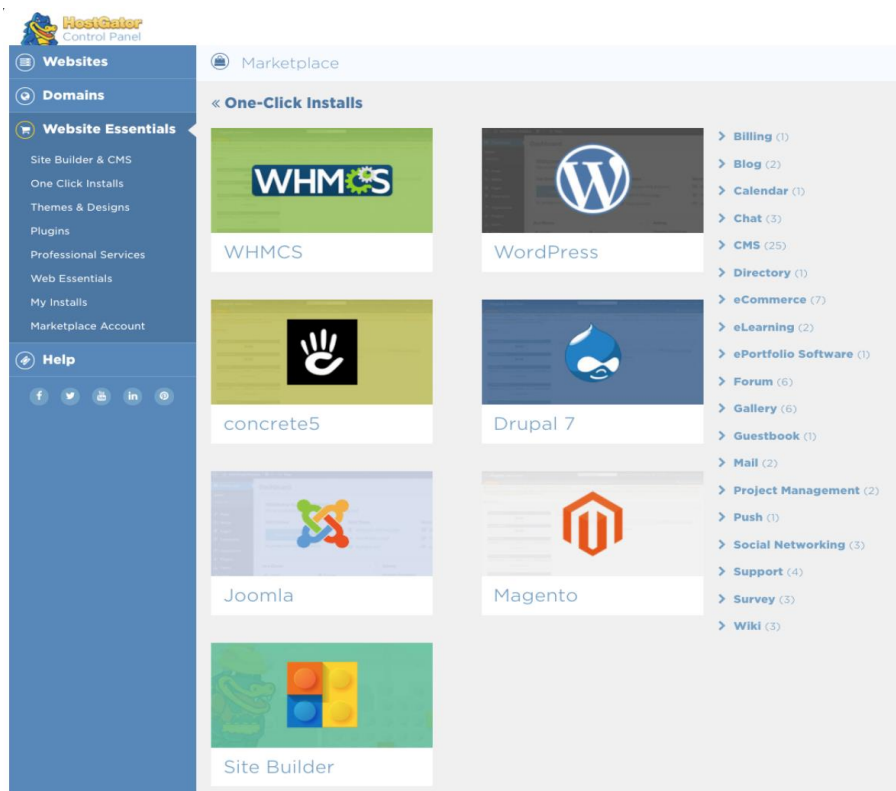 HostGator
Control Panel
Websites
Domains
Website Essentials
Site Builder & CMS
One Click Installs
Themes & Designs
Plugins
Professional Services
Web Essentials
My Installs
Marketplace Account
Help
Marketplace
« One-Click Installs
WHMCS
WHMCS
WordPress
concrete5
Drupal 7
Joomla
Magento
Site Builder
Billing (1)
Blog (2)
Calendar (1)
Chat (3)
CMS (25)
Directory (1)
eCommerce (7)
eLearning (2)
ePortfolio Software (1)
Forum (6)
Gallery (6)
Guestbook (1)
Mail (2)
Project Management (2)
Push (1)
Social Networking (3)
Support (4)
Survey (3)
Wiki (3)